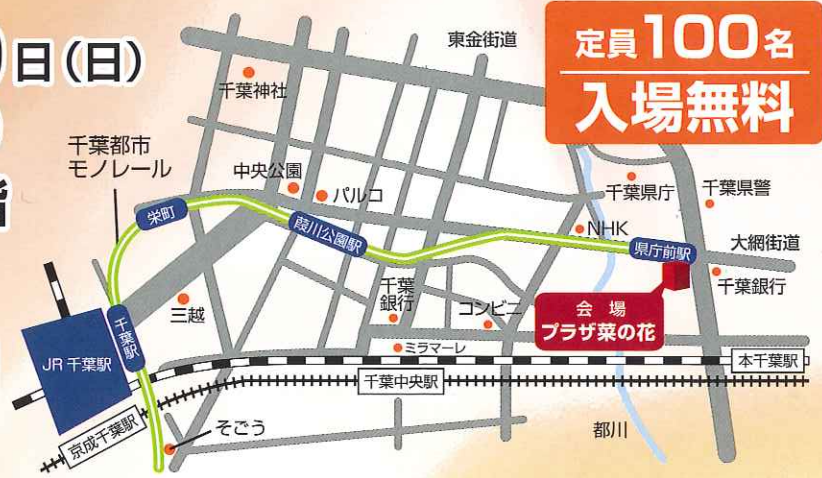 日(日)
定員100名
入場無料
東金街道
千葉神社
千葉都市
モノレール
中央公園
パルコ
千葉県庁
千葉県警
栄町
葭川公園駅
NHK
県庁前駅
大網街道
千葉銀行
三越
千葉
銀行
コンビニ
会場
プラザ菜の花
千葉駅
JR 千葉駅
ミラマーレ
本千葉駅
千葉中央駅
京成千葉駅
そごう
都川